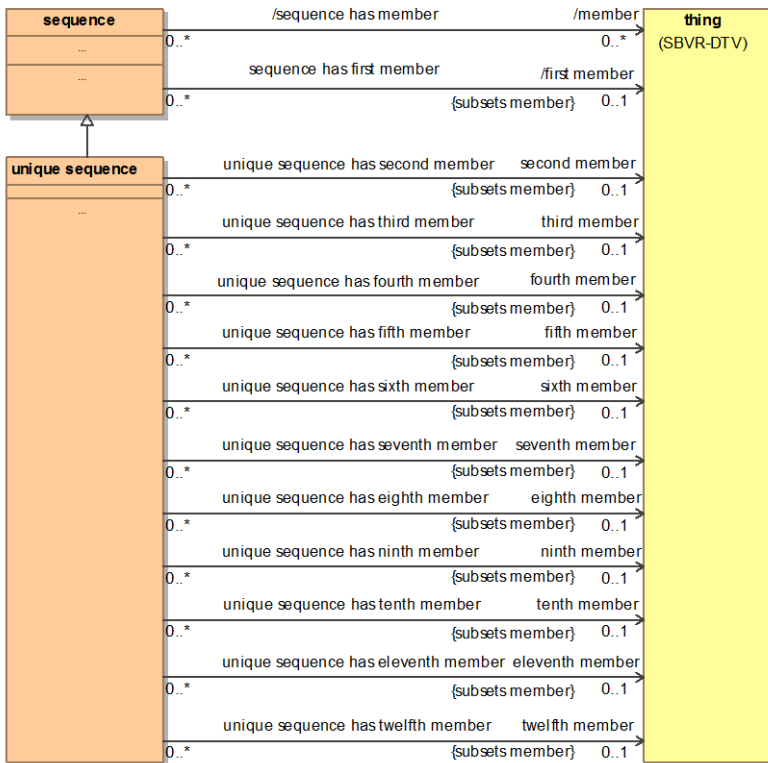 sequence
...
...
/sequence has member /member
0..* 0..*
thing
(SBVR-DTV)
sequence has first member /first member
0..* {subsets member} 0..1
unique sequence
...
unique sequence has second member second member
0..* {subsets member} 0..1
unique sequence has third member third member
0..* {subsets member} 0..1
unique sequence has fourth member fourth member
0..* {subsets member} 0..1
unique sequence has fifth member fifth member
0..* {subsets member} 0..1
unique sequence has sixth member sixth member
0..* {subsets member} 0..1
unique sequence has seventh member seventh member
0..* {subsets member} 0..1
unique sequence has eighth member eighth member
0..* {subsets member} 0..1
unique sequence has ninth member ninth member
0..* {subsets member} 0..1
unique sequence has tenth member tenth member
0..* {subsets member} 0..1
unique sequence has eleventh member eleventh member
0..* {subsets member} 0..1
unique sequence has twelfth member twelfth member
0..* {subsets member} 0..1